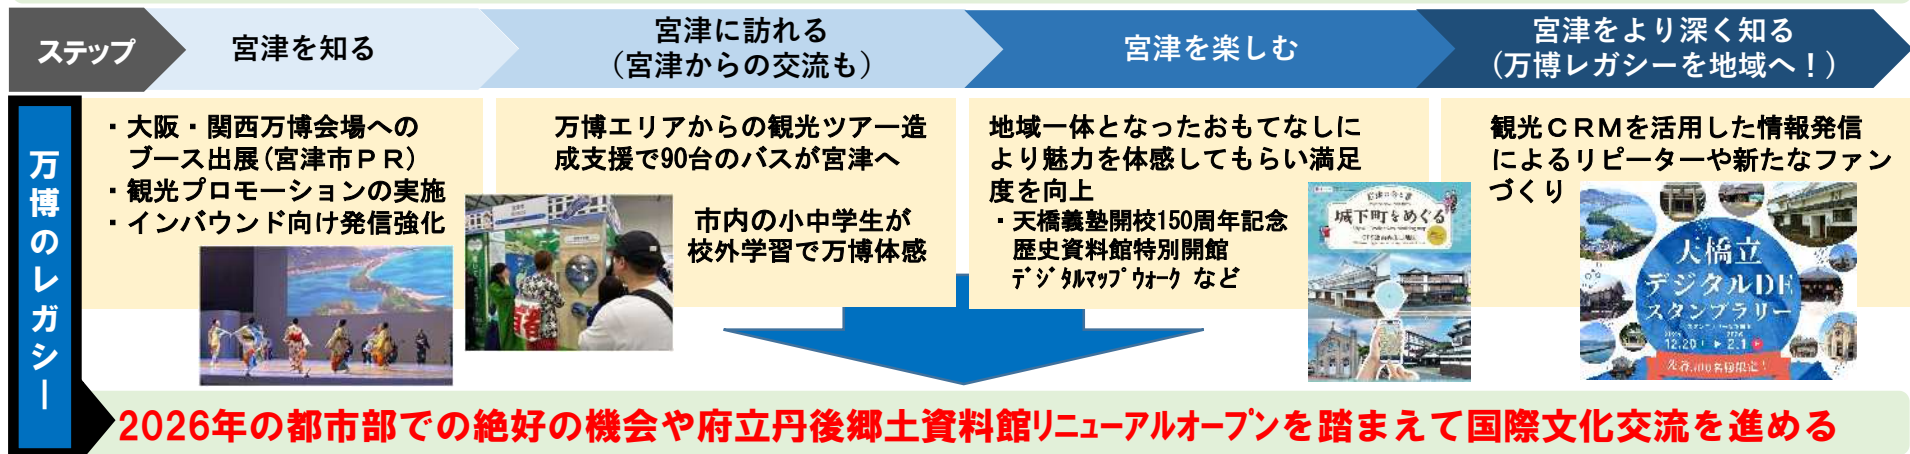 ステップ
宮津を知る
宮津に訪れる
（宮津からの交流も）
宮津を楽しむ
宮津をより深く知る
（万博レガシーを地域へ！）
万博のレガシー
・大阪・関西万博会場への
ブース出展（宮津市ＰＲ）
・観光プロモーションの実施
・インバウンド向け発信強化
万博エリアからの観光ツアー造
成支援で90台のバスが宮津へ
市内の小中学生が
校外学習で万博体感
地域一体となったおもてなしに
より魅力を体感してもらい満足
度を向上
・天橋義塾開校150周年記念
歴史資料館特別開館
ﾃﾞｼﾞﾀﾙﾏｯﾌﾟｳｫｰｸ など
城下町をめぐる
観光ＣＲＭを活用した情報発信
によるリピーターや新たなファン
づくり
天橋立
デジタルDE
スタンプラリー
12.20
2.1
2026年の都市部での絶好の機会や府立丹後郷土資料館ﾘﾆｭｰｱﾙｵｰﾌﾟﾝを踏まえて国際文化交流を進める